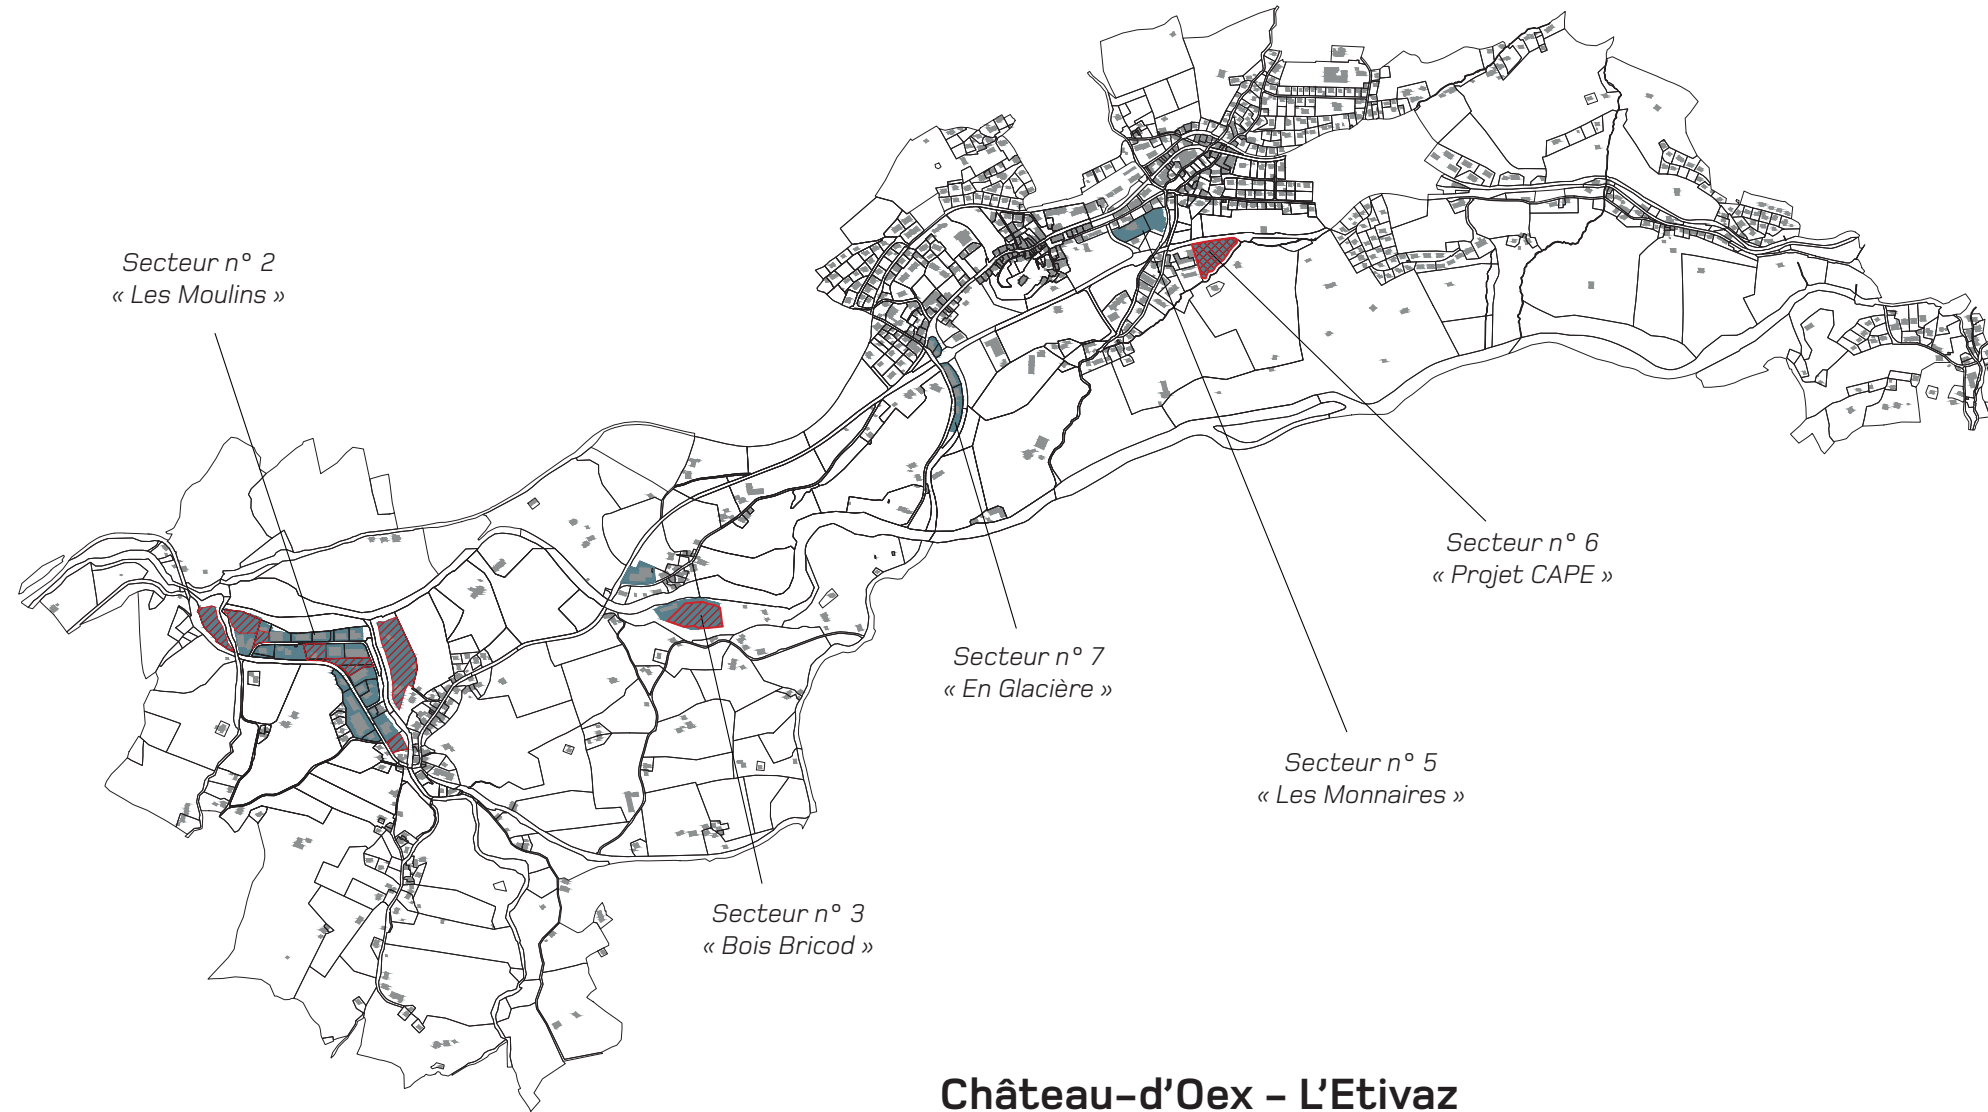 Secteur n° 2
« Les Moulins »
Secteur n° 6
« Projet CAPE »
Secteur n° 7
« En Glacière »
Secteur n° 5
« Les Monnaires »
Secteur n° 3
« Bois Bricod »
Château-d'Oex - L'Etivaz